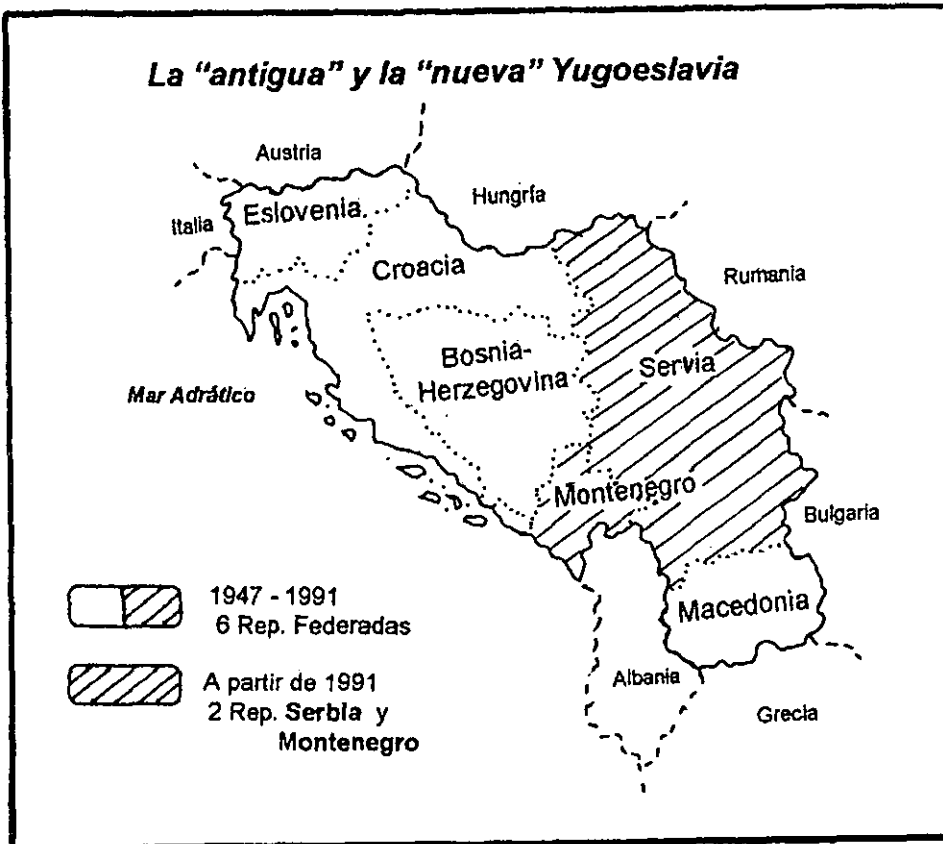 La "antigua" y la "nueva" Yugoeslavia
Austria
Hungría
Italia
Eslovenia
Croacia
Rumania
Bosnia-
Herzegovina
Servia
Mar Adrático
Montenegro
Bulgaria
Macedonia
Albania
Grecia
1947 - 1991
6 Rep. Federadas
A partir de 1991
2 Rep. Serbia y
Montenegro